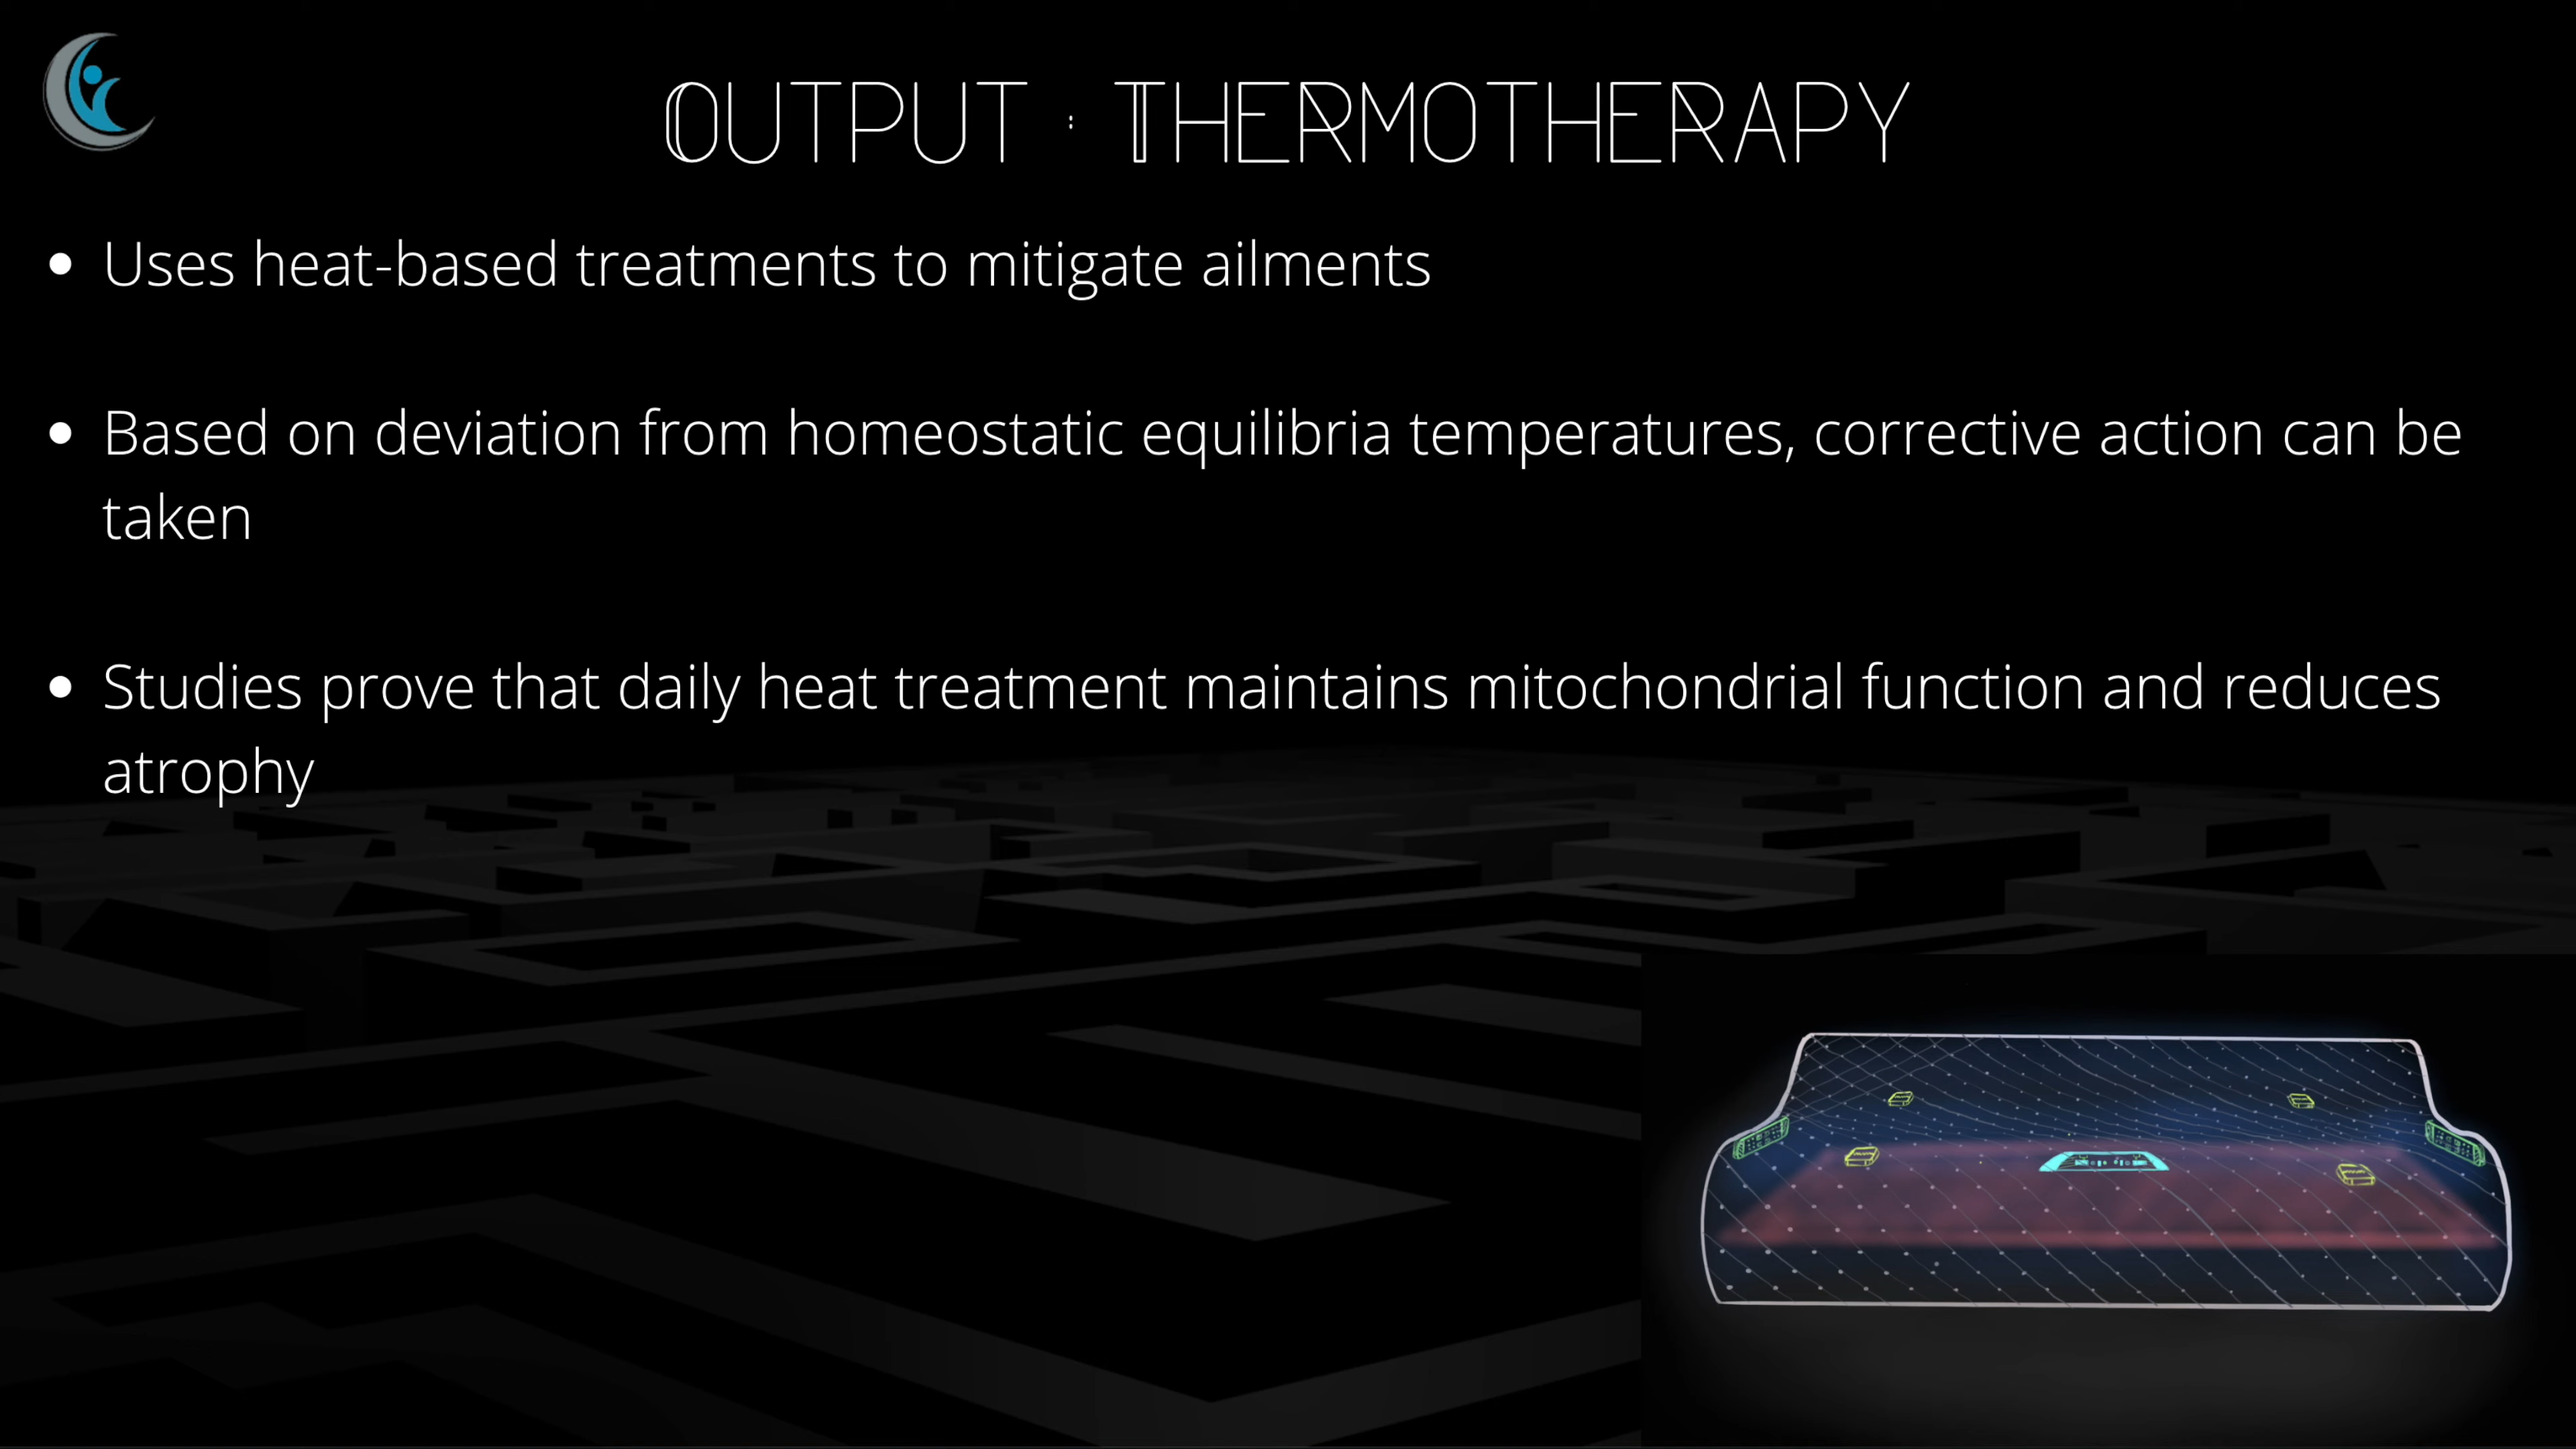 OUTPUT : THERMOTHERAPY
• Uses heat-based treatments to mitigate ailments
• Based on deviation from homeostatic equilibria temperatures, corrective action can be
taken
• Studies prove that daily heat treatment maintains mitochondrial function and reduces
atrophy